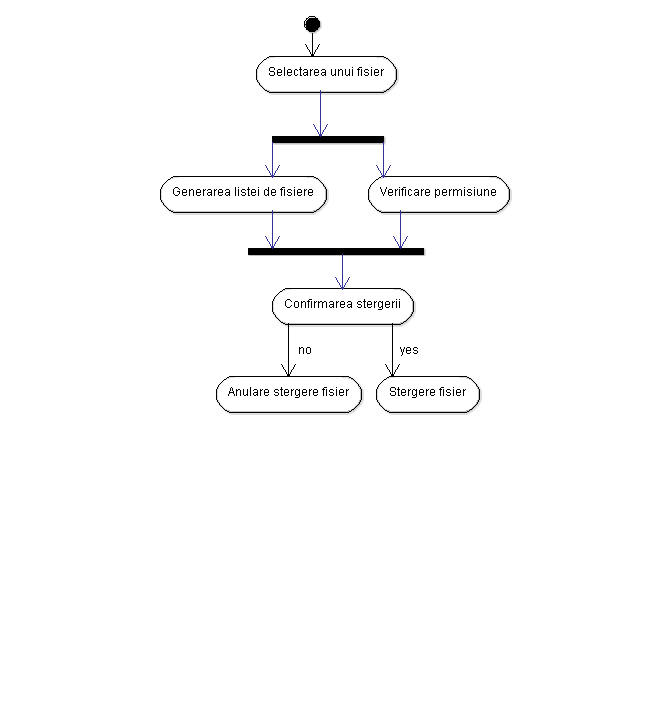 Selectarea unui fisier
Generarea listei de fisiere
Verificare permisiune
Confirmarea stergerii
no
yes
Anulare stergere fisier
Stergere fisier